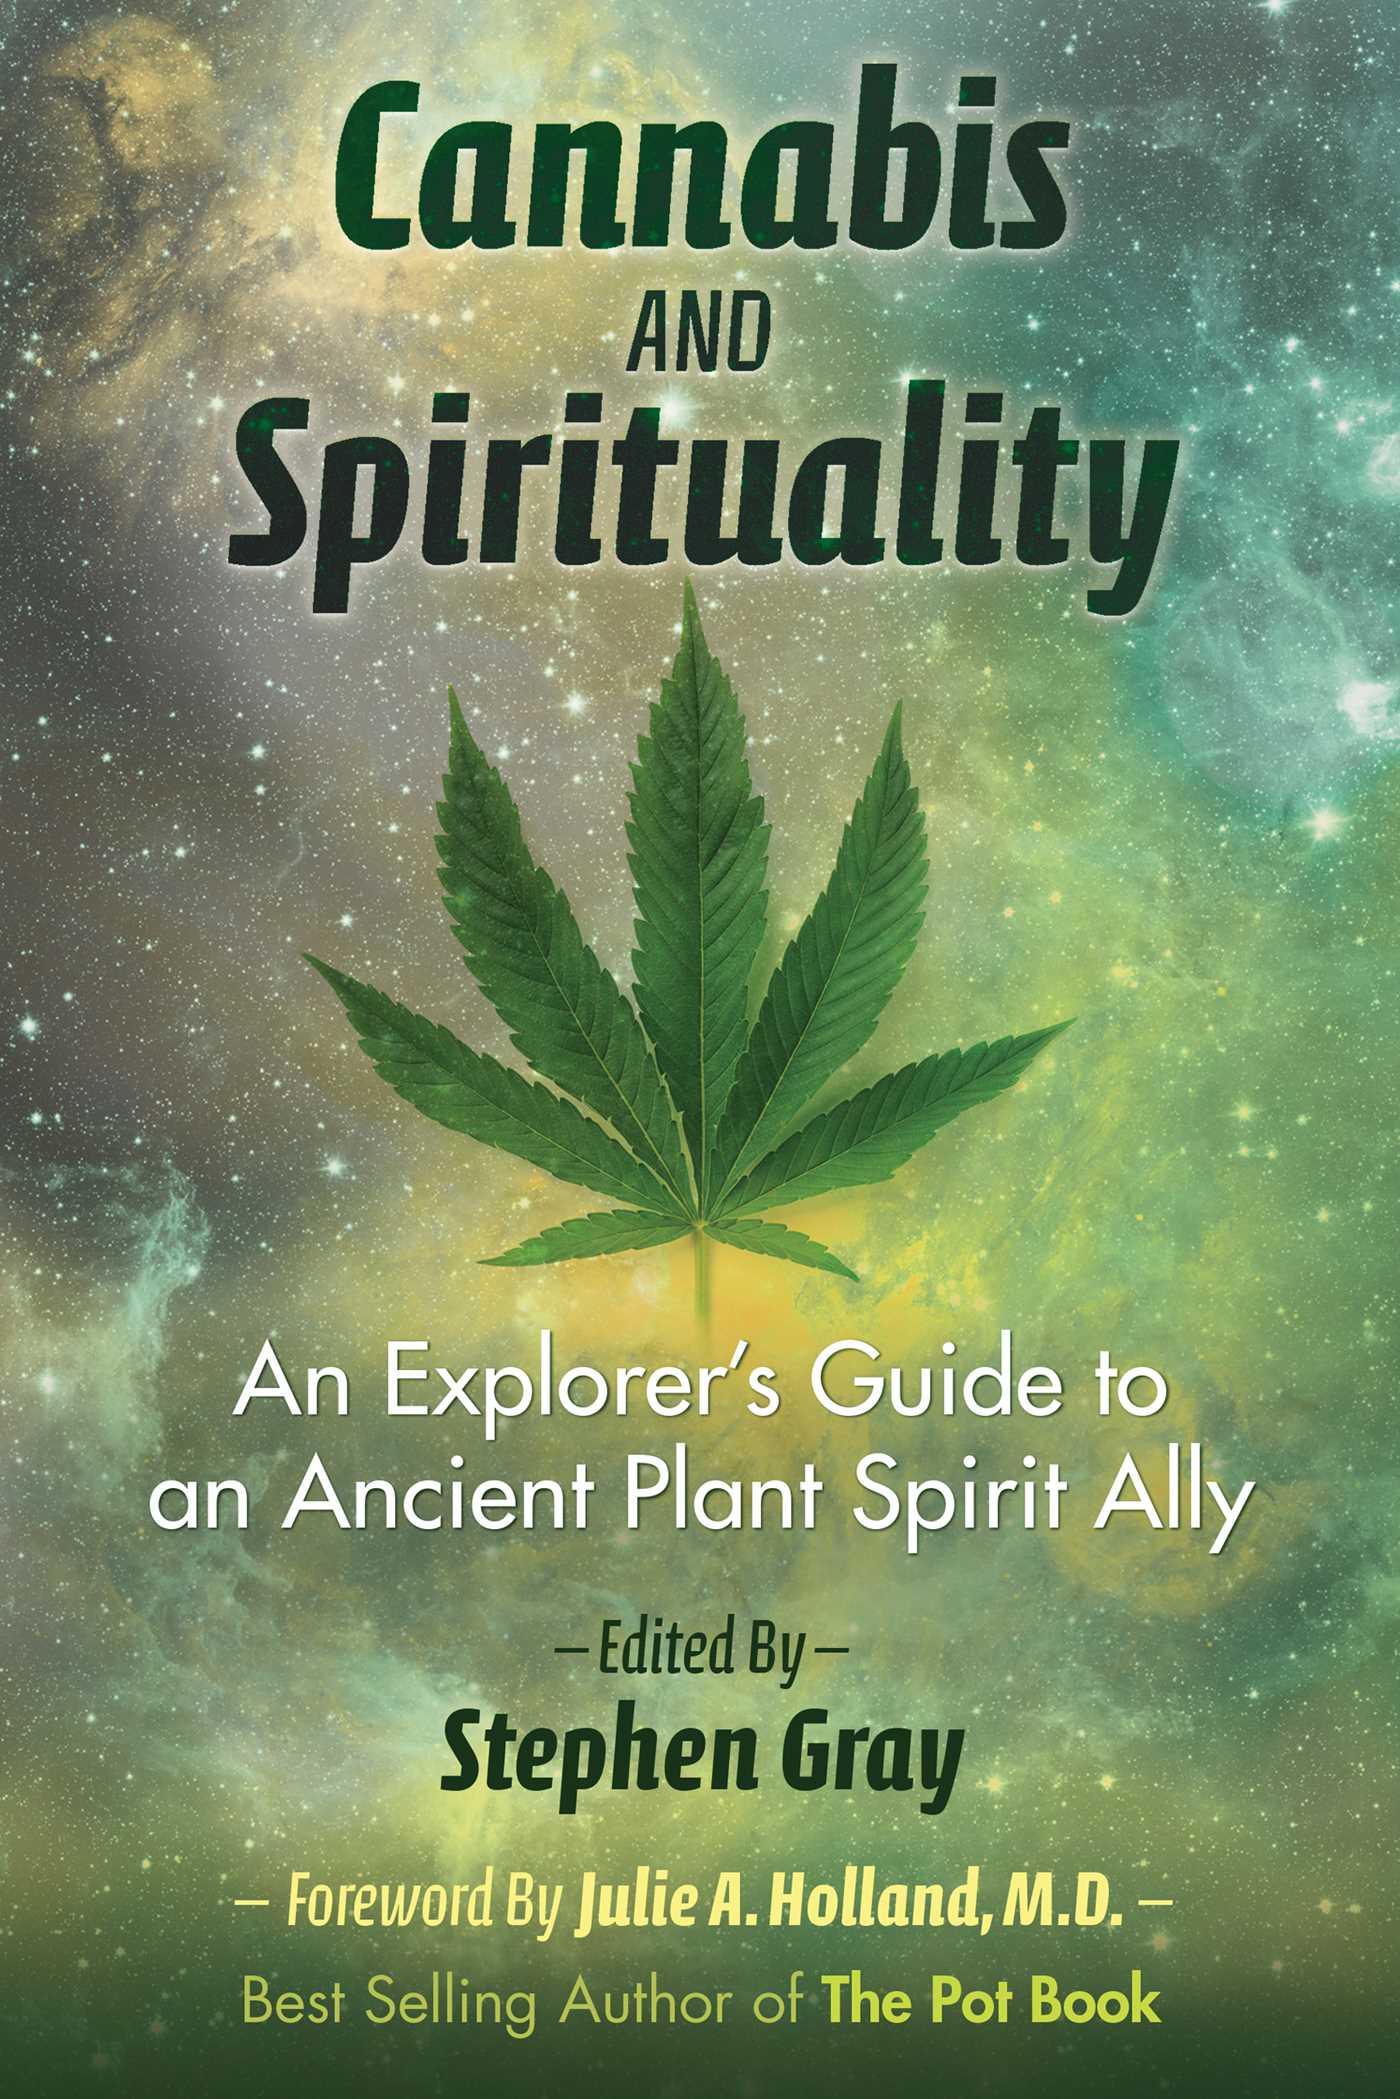 Cannabis
AND
Spirituality
An Explorer’s Guide to
an Ancient Plant Spirit Ally
– Edited By –
Stephen Gray
– Foreword By Julie A. Holland, M.D. –
Best Selling Author of The Pot Book